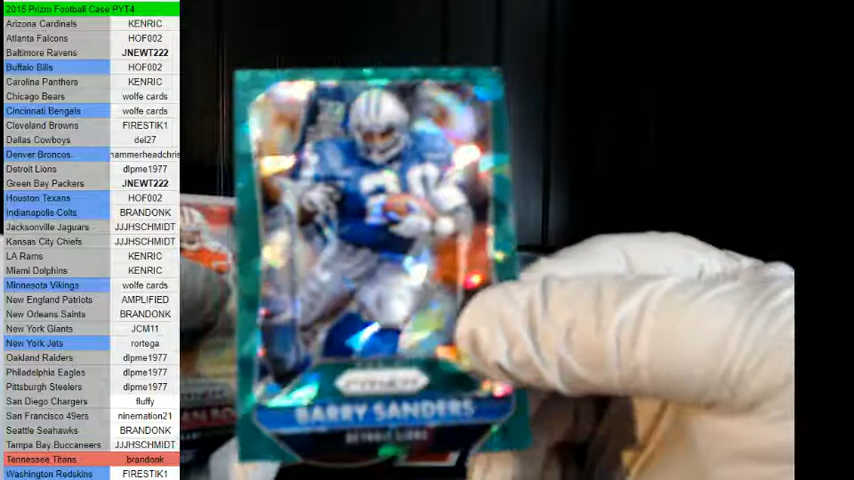 2015 Prizm Football Case PYT4
Arizona Cardinals KENRIC
Atlanta Falcons HOF002
Baltimore Ravens JNEWT222
Buffalo Bills HOF002
Carolina Panthers KENRIC
Chicago Bears wolfe cards
Cincinnati Bengals wolfe cards
Cleveland Browns FIRESTIK1
Dallas Cowboys del27
Denver Broncos hammerheadchris
Detroit Lions dlpme1977
Green Bay Packers JNEWT222
Houston Texans HOF002
Indianapolis Colts BRANDONK
Jacksonville Jaguars JJJHSCHMIDT
Kansas City Chiefs JJJHSCHMIDT
LA Rams KENRIC
Miami Dolphins KENRIC
Minnesota Vikings wolfe cards
New England Patriots AMPLIFIED
New Orleans Saints BRANDONK
New York Giants JCM11
New York Jets rortega
Oakland Raiders dlpme1977
Philadelphia Eagles dlpme1977
Pittsburgh Steelers dlpme1977
San Diego Chargers fluffy
San Francisco 49ers ninernation21
Seattle Seahawks BRANDONK
Tampa Bay Buccaneers JJJHSCHMIDT
Tennessee Titans brandonk
Washington Redskins FIRESTIK1
PRIZM
BARRY SANDERS
DETROIT LIONS